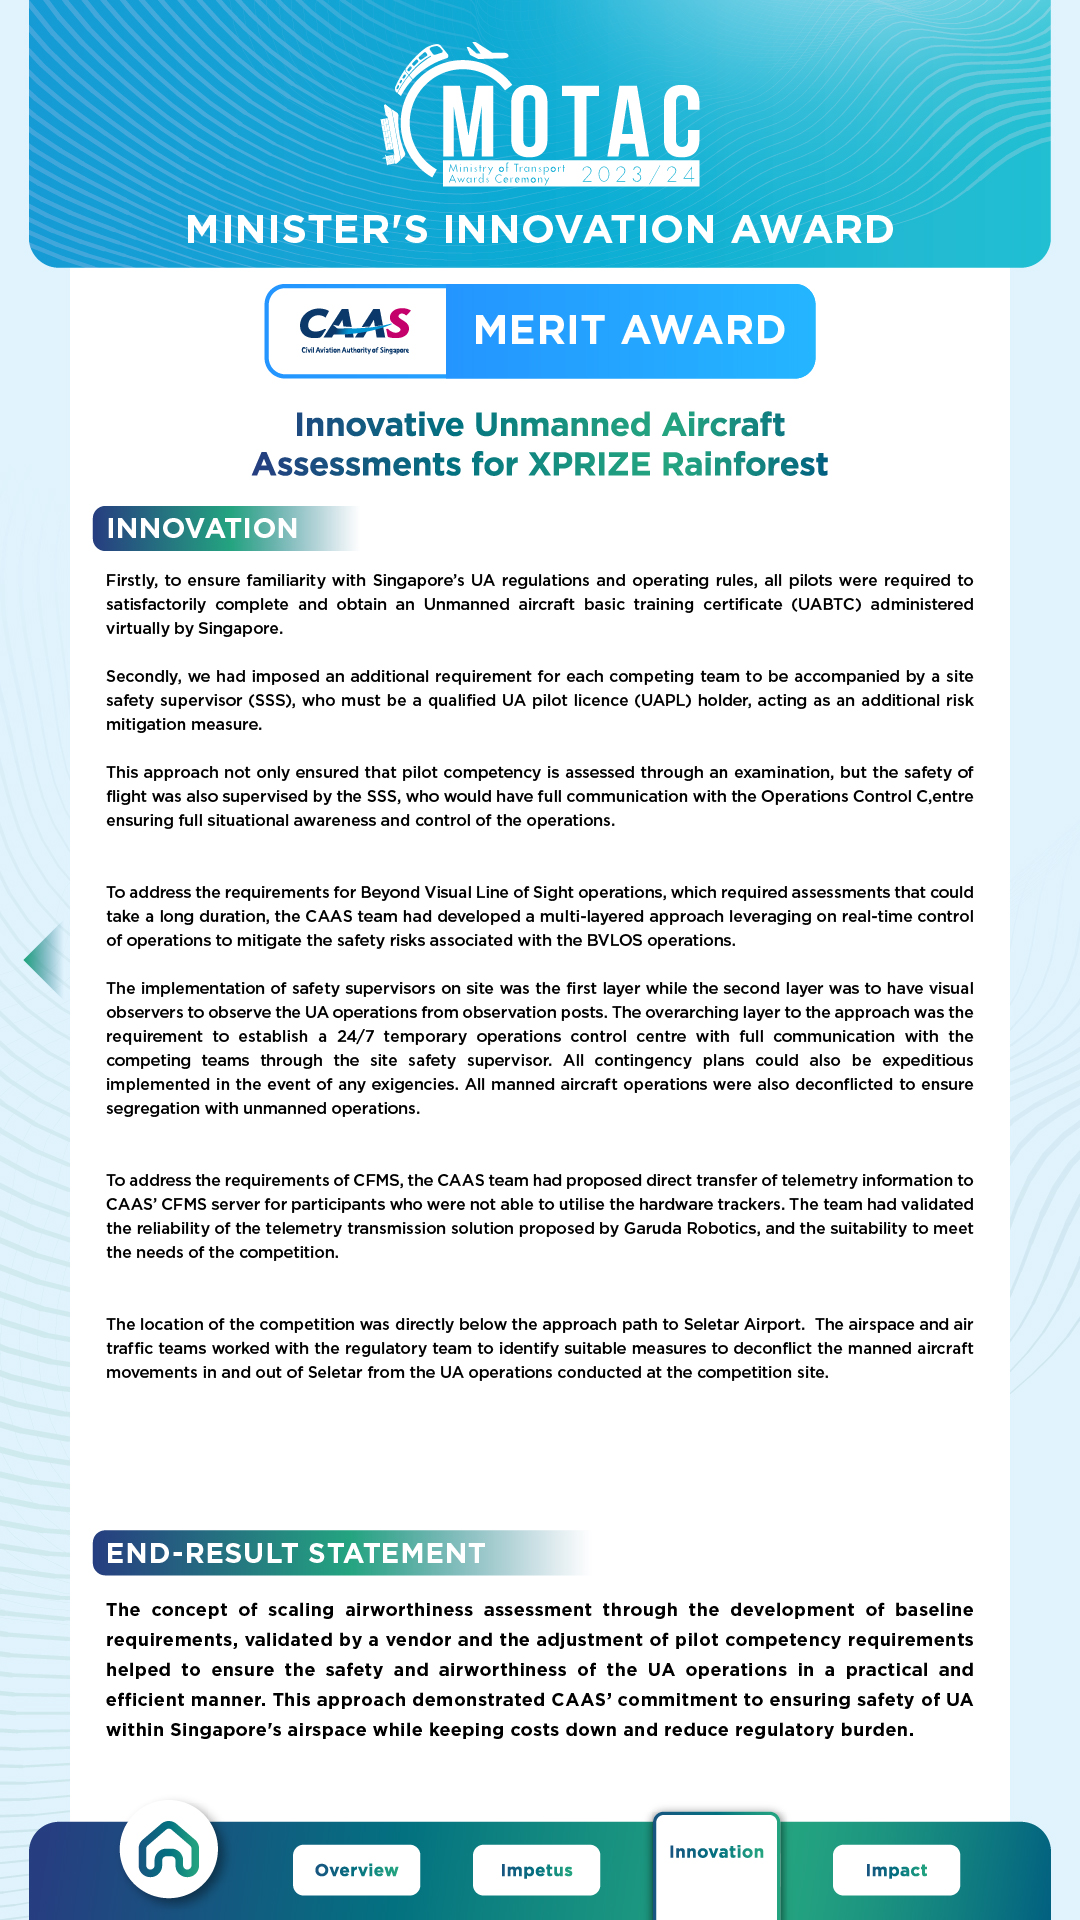 MOTAC
Ministry of Transport
Awards Ceremony 2023/24
MINISTER'S INNOVATION AWARD
CAAS
Civil Aviation Authority of Singapore
MERIT AWARD
Innovative Unmanned Aircraft
Assessments for XPRIZE Rainforest
INNOVATION
Firstly, to ensure familiarity with Singapore’s UA regulations and operating rules, all pilots were required to
satisfactorily complete and obtain an Unmanned aircraft basic training certificate (UABTC) administered
virtually by Singapore.
Secondly, we had imposed an additional requirement for each competing team to be accompanied by a site
safety supervisor (SSS), who must be a qualified UA pilot licence (UAPL) holder, acting as an additional risk
mitigation measure.
This approach not only ensured that pilot competency is assessed through an examination, but the safety of
flight was also supervised by the SSS, who would have full communication with the Operations Control C,entre
ensuring full situational awareness and control of the operations.
To address the requirements for Beyond Visual Line of Sight operations, which required assessments that could
take a long duration, the CAAS team had developed a multi-layered approach leveraging on real-time control
of operations to mitigate the safety risks associated with the BVLOS operations.
The implementation of safety supervisors on site was the first layer while the second layer was to have visual
observers to observe the UA operations from observation posts. The overarching layer to the approach was the
requirement to establish a 24/7 temporary operations control centre with full communication with the
competing teams through the site safety supervisor. All contingency plans could also be expeditious
implemented in the event of any exigencies. All manned aircraft operations were also deconflicted to ensure
segregation with unmanned operations.
To address the requirements of CFMS, the CAAS team had proposed direct transfer of telemetry information to
CAAS’ CFMS server for participants who were not able to utilise the hardware trackers. The team had validated
the reliability of the telemetry transmission solution proposed by Garuda Robotics, and the suitability to meet
the needs of the competition.
The location of the competition was directly below the approach path to Seletar Airport.  The airspace and air
traffic teams worked with the regulatory team to identify suitable measures to deconflict the manned aircraft
movements in and out of Seletar from the UA operations conducted at the competition site.
END-RESULT STATEMENT
The concept of scaling airworthiness assessment through the development of baseline
requirements, validated by a vendor and the adjustment of pilot competency requirements
helped to ensure the safety and airworthiness of the UA operations in a practical and
efficient manner. This approach demonstrated CAAS’ commitment to ensuring safety of UA
within Singapore's airspace while keeping costs down and reduce regulatory burden.
Overview
Impetus
Innovation
Impact